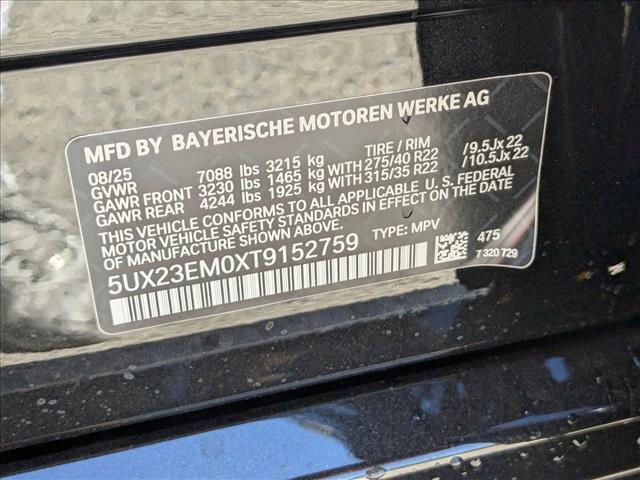 MFD BY BAYERISCHE MOTOREN WERKE AG
08/25 TIRE / RIM
GVWR 7088 lbs 3215 kg
GAWR FRONT 3230 lbs 1465 kg WITH 275/40 R22 /9.5Jx22
GAWR REAR 4244 lbs 1925 kg WITH 315/35 R22 /10.5Jx22
THIS VEHICLE CONFORMS TO ALL APPLICABLE U. S. FEDERAL
MOTOR VEHICLE SAFETY STANDARDS IN EFFECT ON THE DATE
OF MANUFACTURE SHOWN ABOVE.
5UX23EM0XT9152759 TYPE: MPV 475
7 320 729